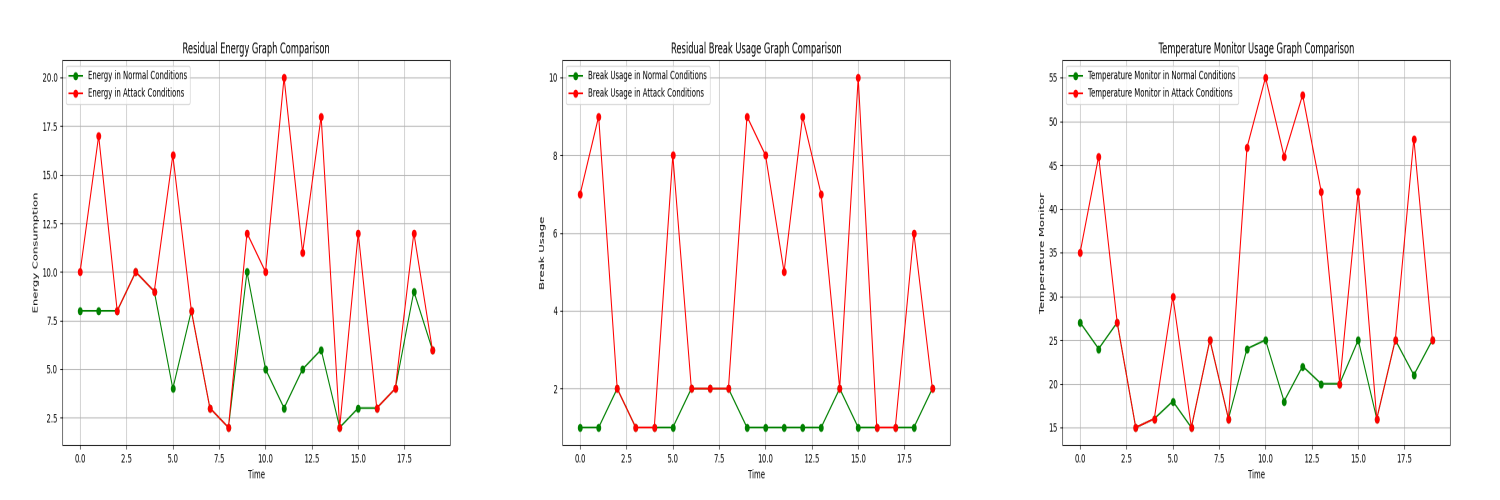 Residual Energy Graph Comparison
Energy in Normal Conditions
Energy in Attack Conditions
20.0
17.5
15.0
12.5
10.0
7.5
5.0
2.5
Energy Consumption
0.0 2.5 5.0 7.5 10.0 12.5 15.0 17.5
Time
Residual Break Usage Graph Comparison
Break Usage in Normal Conditions
Break Usage in Attack Conditions
10
8
6
4
2
Break Usage
0.0 2.5 5.0 7.5 10.0 12.5 15.0 17.5
Time
Temperature Monitor Usage Graph Comparison
Temperature Monitor in Normal Conditions
Temperature Monitor in Attack Conditions
55
50
45
40
35
30
25
20
15
Temperature Monitor
0.0 2.5 5.0 7.5 10.0 12.5 15.0 17.5
Time